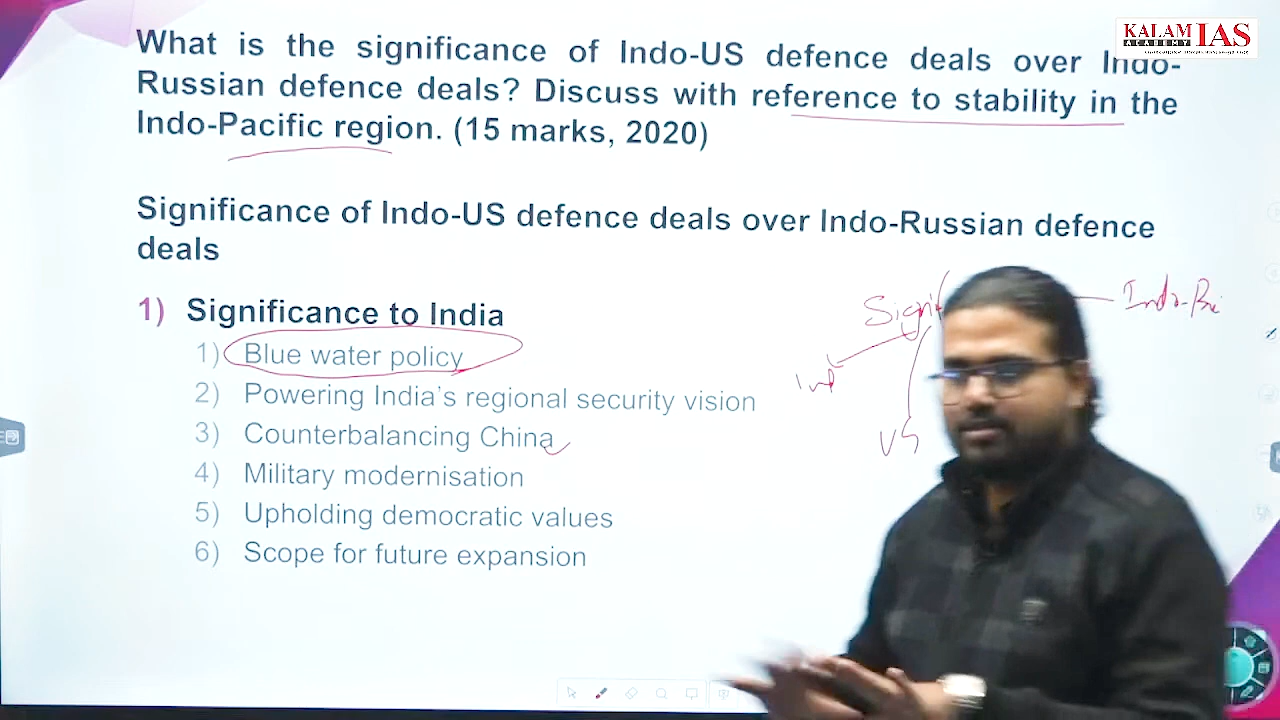 KALAM IAS
ACADEMY
What is the significance of Indo-US defence deals over Indo-
Russian defence deals? Discuss with reference to stability in the
Indo-Pacific region. (15 marks, 2020)
Significance of Indo-US defence deals over Indo-Russian defence
deals
1) Significance to India
1) Blue water policy
2) Powering India's regional security vision
3) Counterbalancing China
4) Military modernisation
5) Upholding democratic values
6) Scope for future expansion
Signi
Ind
US